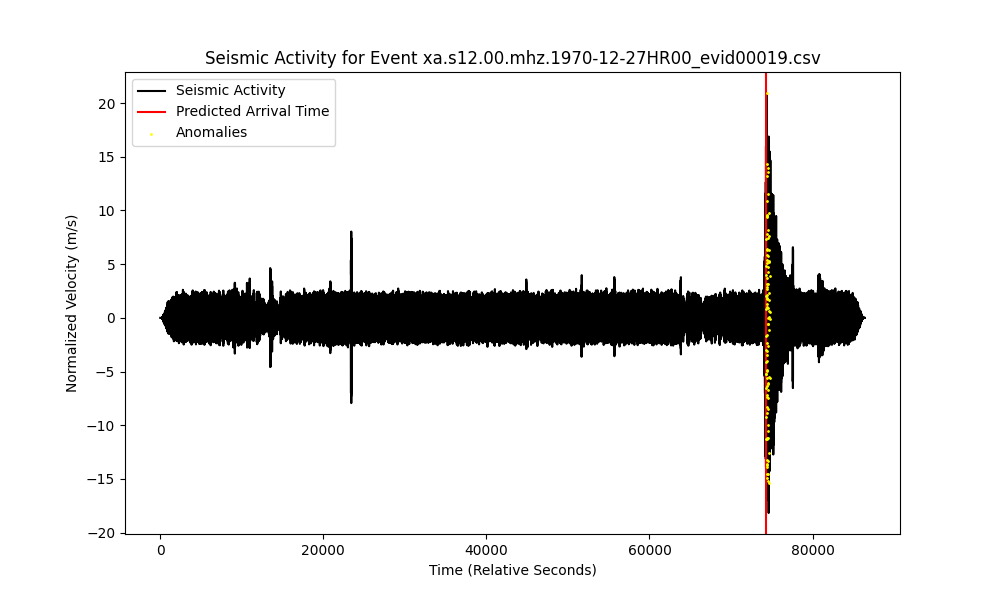 Seismic Activity for Event xa.s12.00.mhz.1970-12-27HR00_evid00019.csv
Seismic Activity
Predicted Arrival Time
Anomalies
Normalized Velocity (m/s)
20
15
10
5
0
−5
−10
−15
−20
0 20000 40000 60000 80000
Time (Relative Seconds)